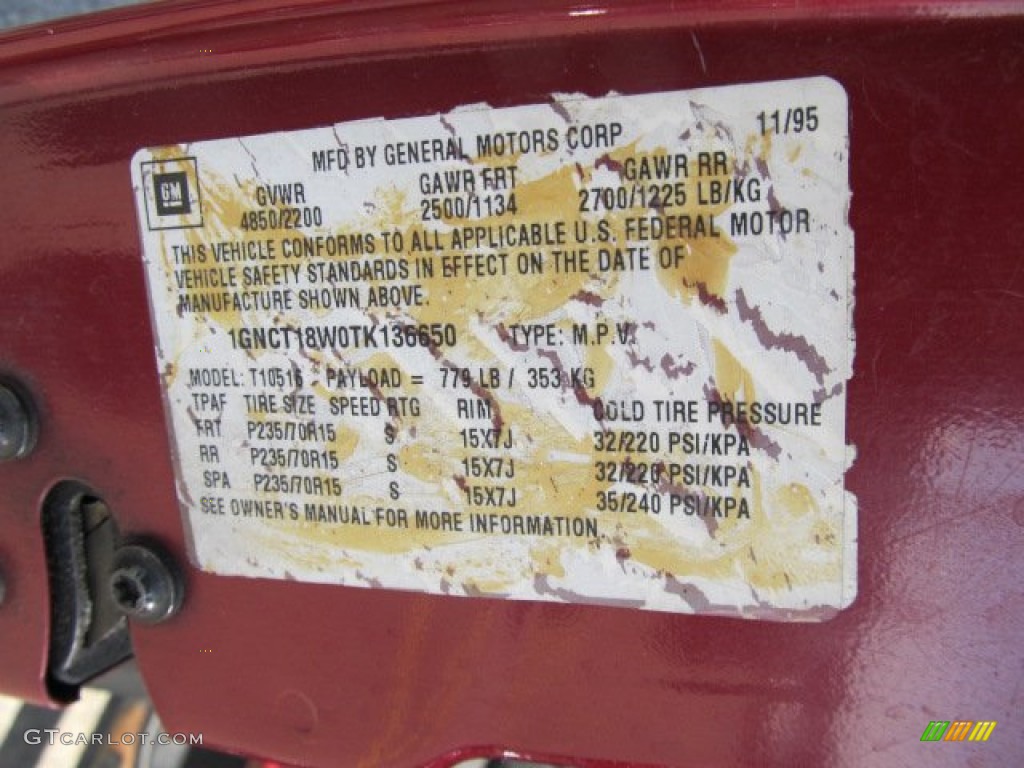 MFD BY GENERAL MOTORS CORP 11/95
GM
GVWR GAWR FRT GAWR RR
4850/2200 2500/1134 2700/1225 LB/KG
THIS VEHICLE CONFORMS TO ALL APPLICABLE U.S. FEDERAL MOTOR
VEHICLE SAFETY STANDARDS IN EFFECT ON THE DATE OF
MANUFACTURE SHOWN ABOVE.
1GNCT18W0TK136650 TYPE: M.P.V.
MODEL: T10516 PAYLOAD = 779 LB / 353 KG
TPAF TIRE SIZE SPEED RTG RIM COLD TIRE PRESSURE
FRT P235/70R15 S 15X7J 32/220 PSI/KPA
RR P235/70R15 S 15X7J 32/220 PSI/KPA
SPA P235/70R15 S 15X7J 35/240 PSI/KPA
SEE OWNER'S MANUAL FOR MORE INFORMATION
GTCARLOT.COM